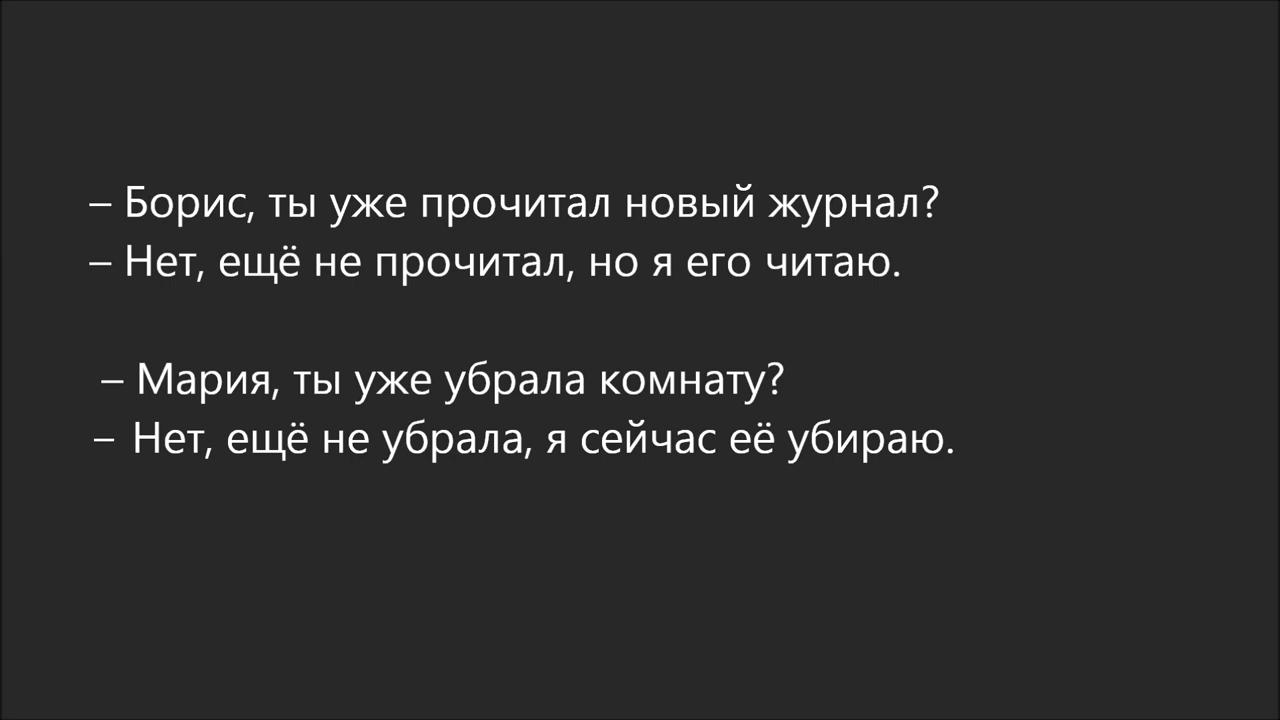 – Борис, ты уже прочитал новый журнал?
– Нет, ещё не прочитал, но я его читаю.
– Мария, ты уже убрала комнату?
– Нет, ещё не убрала, я сейчас её убираю.